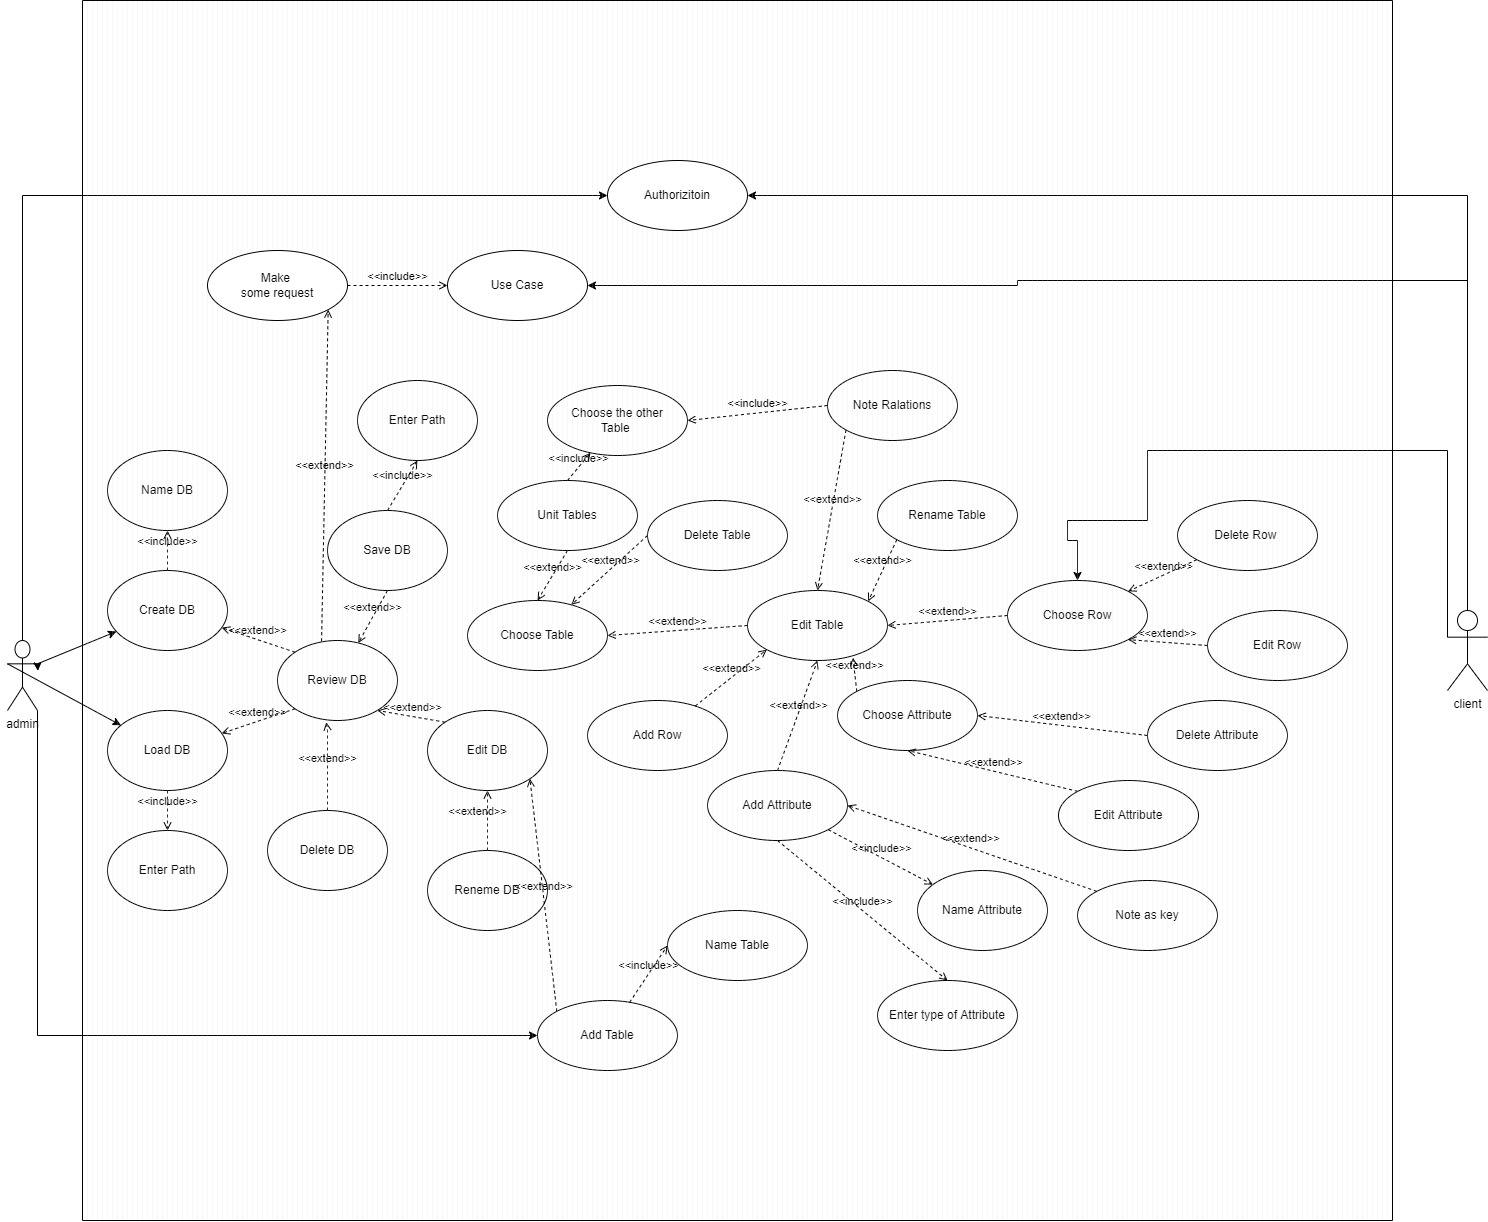 Authorizitoin
Make
some request
<<include>>
Use Case
Enter Path
Choose the other
Table
<<include>>
Note Ralations
<<extend>>
<<include>>
<<include>>
Name DB
Unit Tables
Delete Table
<<extend>>
Rename Table
Delete Row
<<include>>
Save DB
<<extend>>
<<extend>>
<<extend>>
<<extend>>
Create DB
<<extend>>
<<extend>>
Choose Table
<<extend>>
Edit Table
<<extend>>
Choose Row
<<extend>>
Edit Row
<<extend>>
<<extend>>
Review DB
admin
client
<<extend>>
<<extend>>
<<extend>>
Choose Attribute
<<extend>>
Delete Attribute
Load DB
<<extend>>
Edit DB
Add Row
<<extend>>
<<include>>
<<extend>>
Add Attribute
Edit Attribute
Enter Path
Delete DB
<<include>>
<<extend>>
Reneme DB
<<extend>>
<<include>>
Name Attribute
Note as key
Name Table
<<include>>
Enter type of Attribute
Add Table